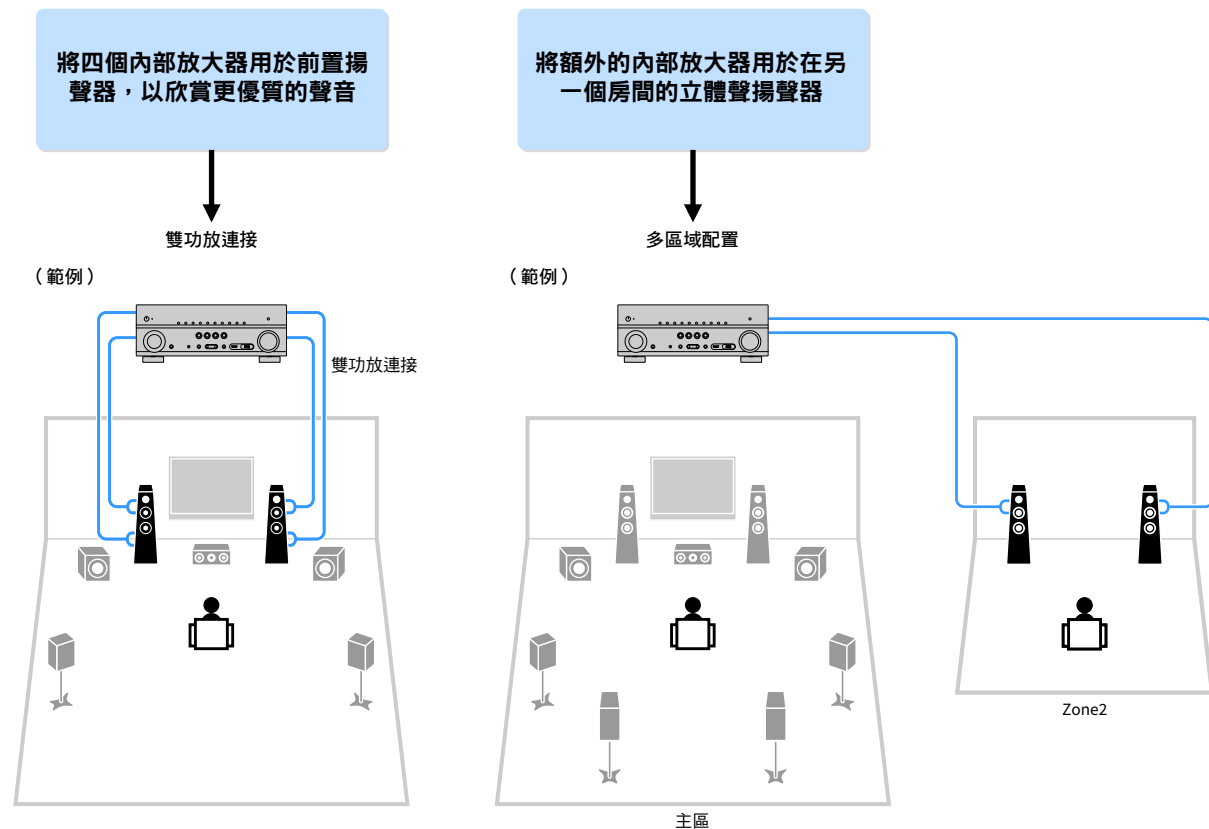 將四個內部放大器用於前置揚
聲器，以欣賞更優質的聲音
雙功放連接
（範例）
雙功放連接
將額外的內部放大器用於在另
一個房間的立體聲揚聲器
多區域配置
（範例）
Zone2
主區